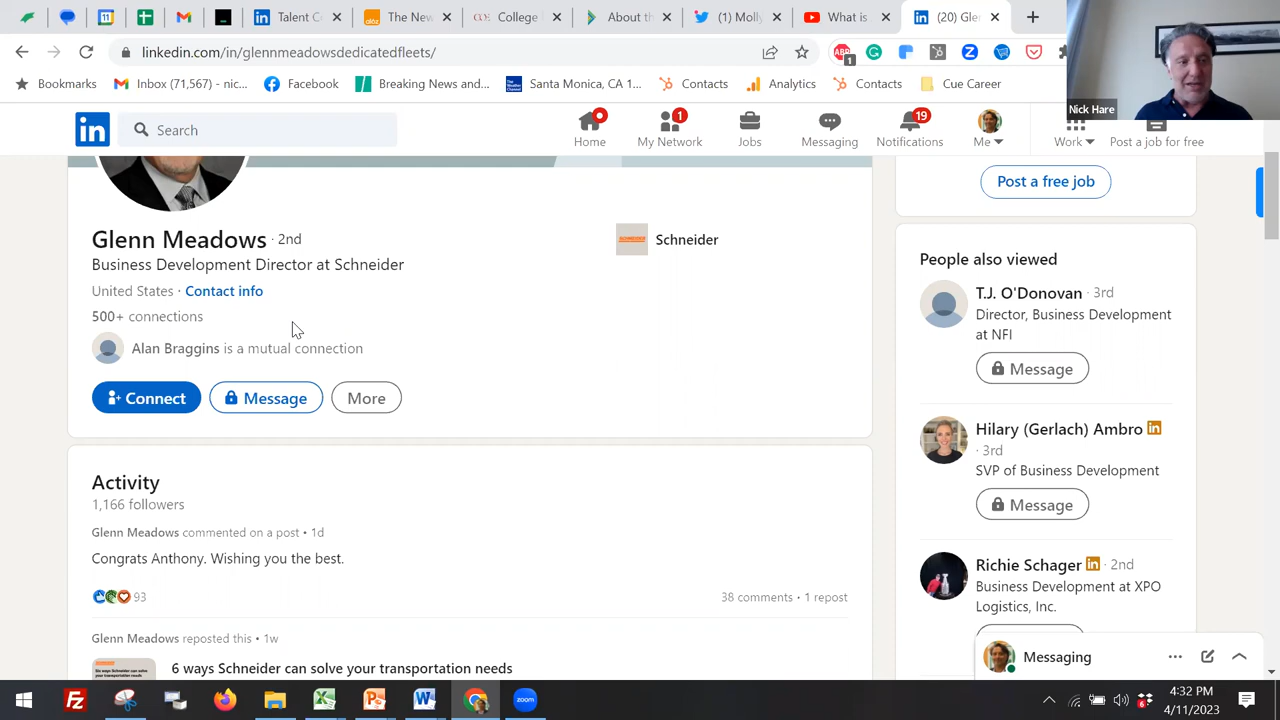 Talent C
The New
College
About th
(1) Molly
What is
(20) Gle
linkedin.com/in/glennmeadowsdedicatedfleets/
ABP
1
Bookmarks
Inbox (71,567) - nic...
Facebook
Breaking News and...
Santa Monica, CA 1...
Contacts
Analytics
Contacts
Cue Career
Nick Hare
in
Search
Home
1
My Network
Jobs
Messaging
19
Notifications
Me
Work
Post a job for free
Post a free job
Glenn Meadows · 2nd
Business Development Director at Schneider
United States · Contact info
500+ connections
Alan Braggins is a mutual connection
Connect
Message
More
Schneider
People also viewed
T.J. O'Donovan · 3rd
Director, Business Development
at NFI
Message
Hilary (Gerlach) Ambro
· 3rd
SVP of Business Development
Message
Richie Schager · 2nd
Business Development at XPO
Logistics, Inc.
Activity
1,166 followers
Glenn Meadows commented on a post • 1d
Congrats Anthony. Wishing you the best.
93
38 comments • 1 repost
Glenn Meadows reposted this • 1w
6 ways Schneider can solve your transportation needs
Messaging
zoom
4:32 PM
4/11/2023